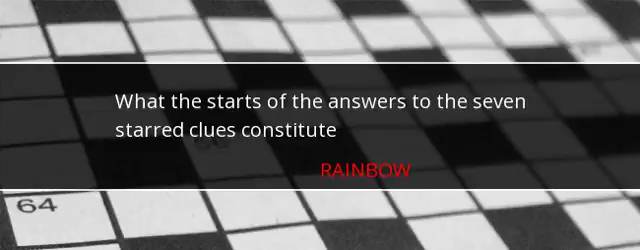 What the starts of the answers to the seven
starred clues constitute
RAINBOW
64